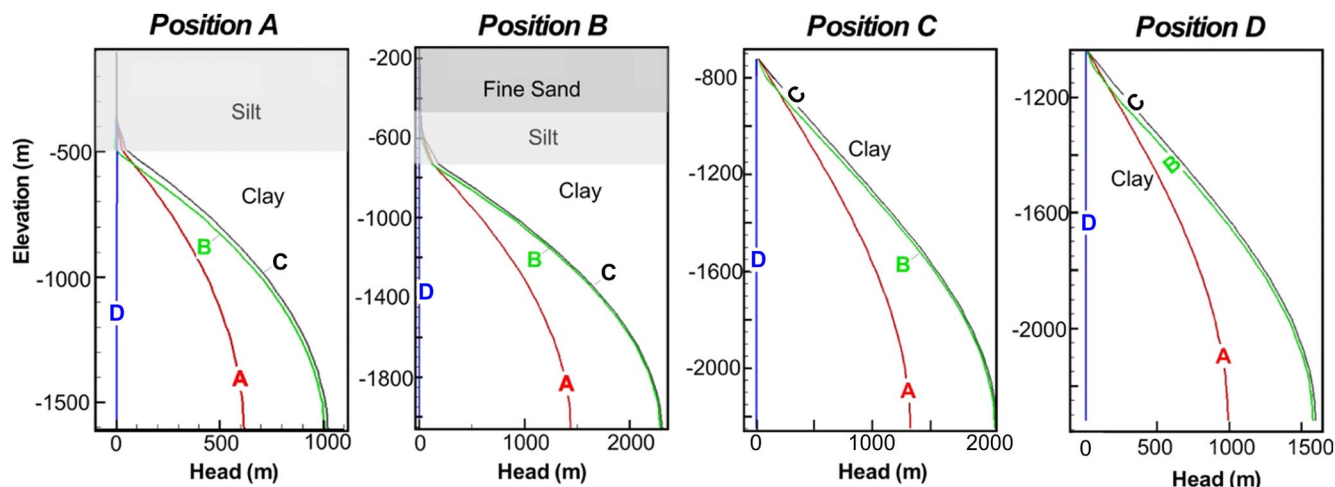 Position A
Position B
Position C
Position D
Elevation (m)
-500
-1000
-1500
Silt
Clay
B
C
D
A
0
500
1000
Head (m)
-200
-600
-1000
-1400
-1800
Fine Sand
Silt
Clay
B
C
D
A
0
1000
2000
Head (m)
-800
-1200
-1600
-2000
C
Clay
D
B
A
0
1000
2000
Head (m)
-1200
-1600
-2000
C
B
Clay
D
A
0
500
1000
1500
Head (m)